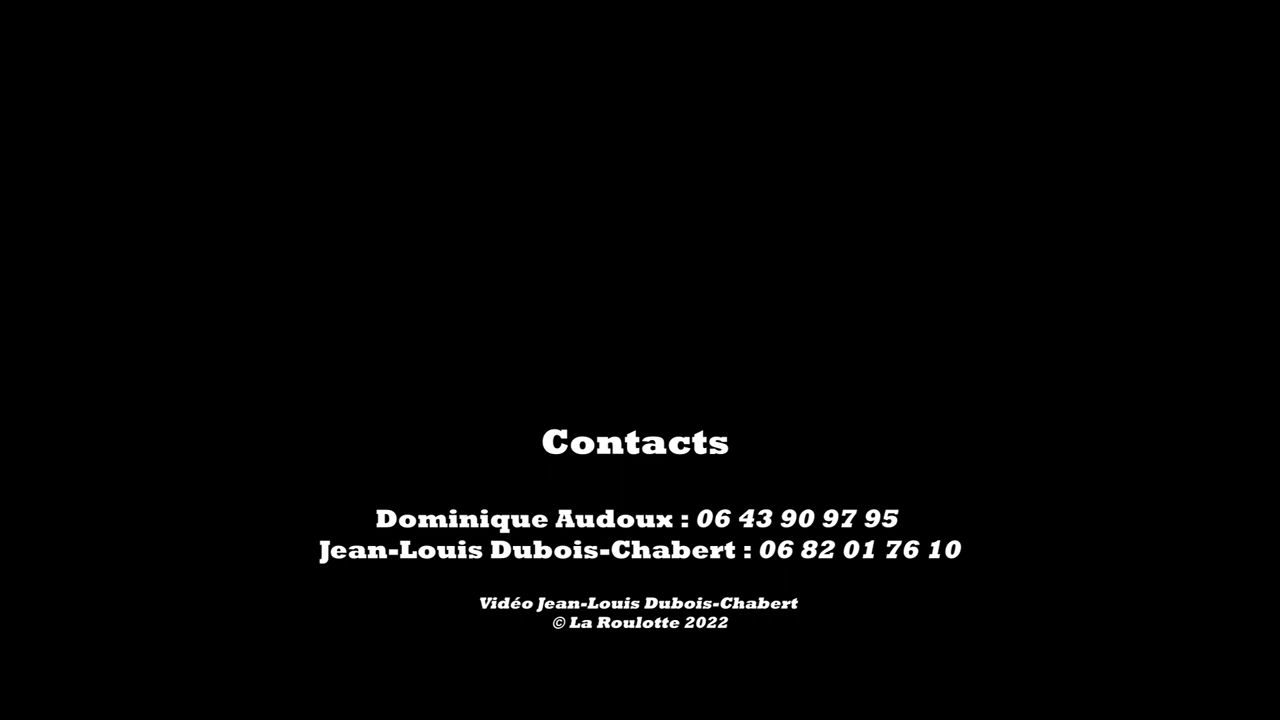 Contacts
Dominique Audoux : 06 43 90 97 95
Jean-Louis Dubois-Chabert : 06 82 01 76 10
Vidéo Jean-Louis Dubois-Chabert
© La Roulotte 2022